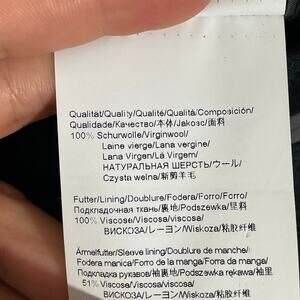 Qualität/Quality/Qualité/Qualità/Composición/
Qualidade/Качество/本体/Jakość/面料
100% Schurwolle/Virginwool/
Laine vierge/Lana vergine/
Lana Virgen/Lã Virgem/
НАТУРАЛЬНАЯ ШЕРСТЬ/ウール/
Czysta wełna/新剪羊毛
Futter/Lining/Doublure/Fodera/Forro/Forro/
Подкладочная ткань/裏地/Podszewka/里料
100% Viscose/Viscosa/viscosa/
ВИСКОЗА/レーヨン/Wiskoza/粘胶纤维
Ärmelfutter/Sleeve lining/Doublure de manche/
Fodera manica/Forro de la manga/Forro da manga/
Подкладка рукавов/袖裏地/Podszewka rękawa/袖里
51% Viscose/Viscosa/viscosa/
ВИСКОЗА/レーヨン/Wiskoza/粘胶纤维